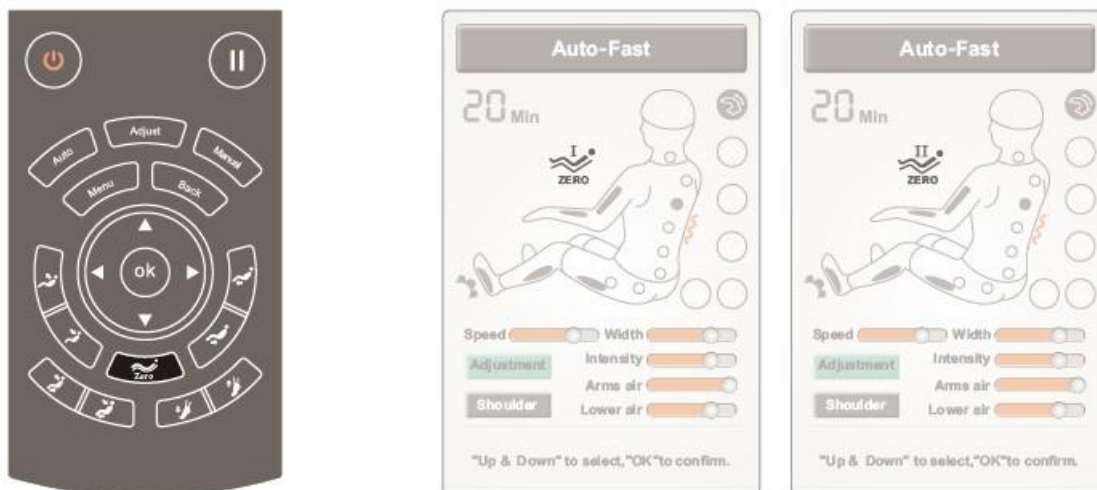 Adjust
Auto
Manual
Menu
Back
ok
Zero
Auto-Fast
20 Min
I
ZERO
Speed
Width
Adjustment
Intensity
Arms air
Shoulder
Lower air
"Up & Down" to select,"OK"to confirm.
Auto-Fast
20 Min
II
ZERO
Speed
Width
Adjustment
Intensity
Arms air
Shoulder
Lower air
"Up & Down" to select,"OK"to confirm.